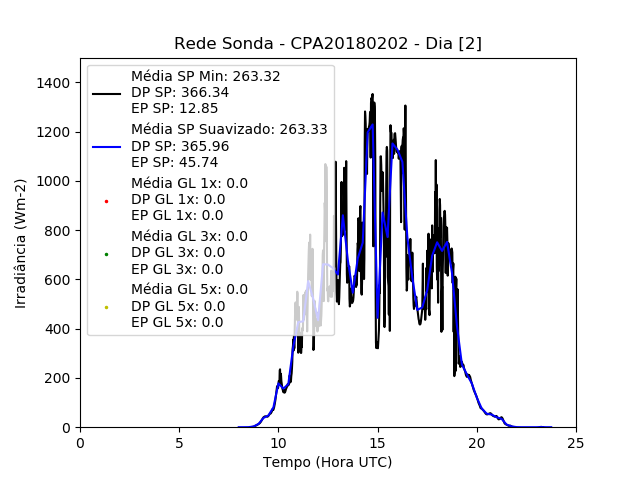 Rede Sonda - CPA20180202 - Dia [2]
Média SP Min: 263.32
DP SP: 366.34
EP SP: 12.85
Média SP Suavizado: 263.33
DP SP: 365.96
EP SP: 45.74
Média GL 1x: 0.0
DP GL 1x: 0.0
EP GL 1x: 0.0
Média GL 3x: 0.0
DP GL 3x: 0.0
EP GL 3x: 0.0
Média GL 5x: 0.0
DP GL 5x: 0.0
EP GL 5x: 0.0
Irradiância (Wm-2)
1400
1200
1000
800
600
400
200
0
0 5 10 15 20 25
Tempo (Hora UTC)